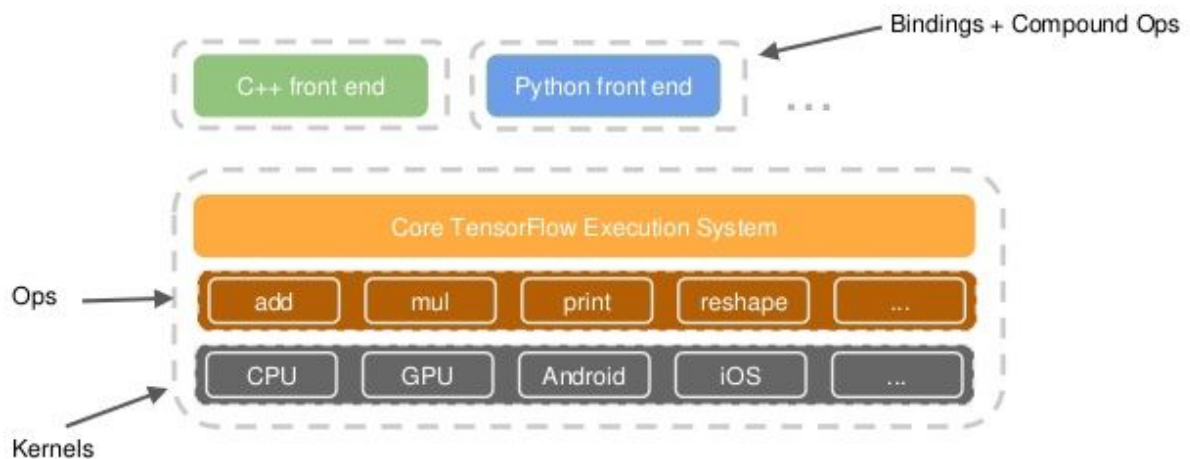 Bindings + Compound Ops
C++ front end
Python front end
...
Core TensorFlow Execution System
Ops
add
mul
print
reshape
...
CPU
GPU
Android
iOS
...
Kernels